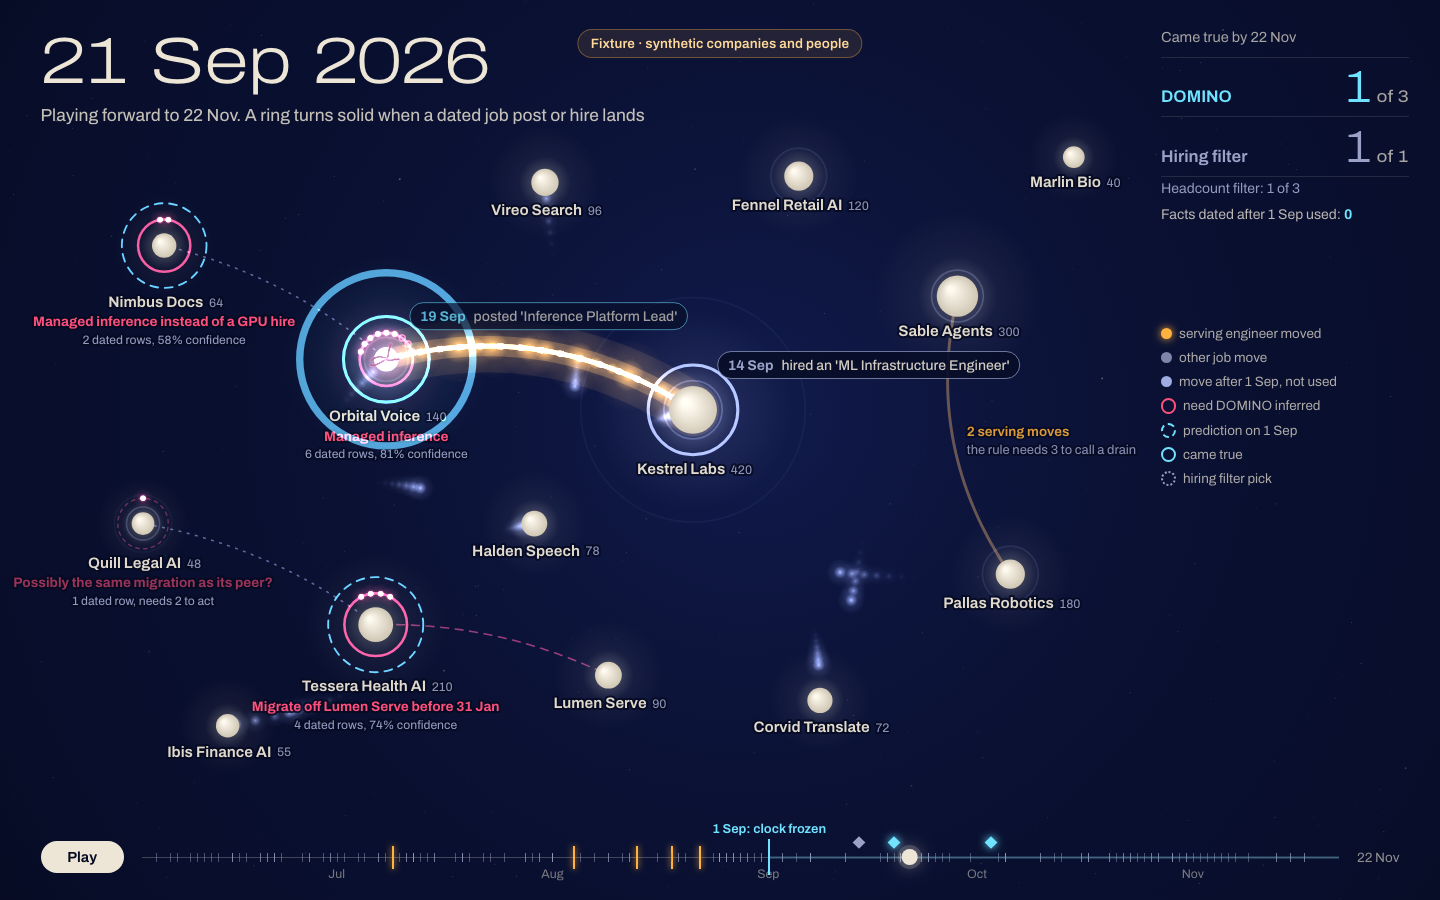 21 Sep 2026
Playing forward to 22 Nov. A ring turns solid when a dated job post or hire lands
Fixture · synthetic companies and people
Came true by 22 Nov
DOMINO 1 of 3
Hiring filter 1 of 1
Headcount filter: 1 of 3
Facts dated after 1 Sep used: 0
Vireo Search 96
Fennel Retail AI 120
Marlin Bio 40
Nimbus Docs 64
Managed inference instead of a GPU hire
2 dated rows, 58% confidence
19 Sep posted 'Inference Platform Lead'
Sable Agents 300
14 Sep hired an 'ML Infrastructure Engineer'
Orbital Voice 140
Managed inference
6 dated rows, 81% confidence
Kestrel Labs 420
2 serving moves
the rule needs 3 to call a drain
serving engineer moved
other job move
move after 1 Sep, not used
need DOMINO inferred
prediction on 1 Sep
came true
hiring filter pick
Quill Legal AI 48
Possibly the same migration as its peer?
1 dated row, needs 2 to act
Halden Speech 78
Pallas Robotics 180
Tessera Health AI 210
Migrate off Lumen Serve before 31 Jan
4 dated rows, 74% confidence
Lumen Serve 90
Corvid Translate 72
Ibis Finance AI 55
1 Sep: clock frozen
Play
22 Nov
Jul Aug Sep Oct Nov